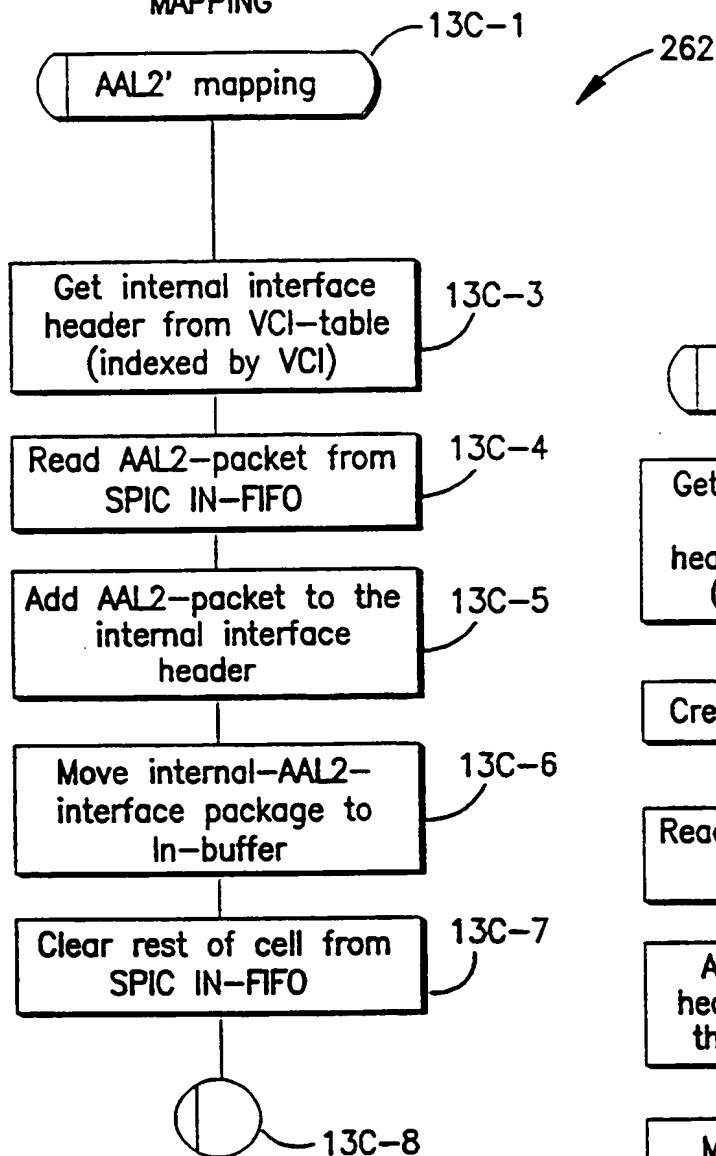 MAPPING
13C-1
AAL2' mapping
262
Get internal interface
header from VCI-table
(indexed by VCI)
13C-3
Read AAL2-packet from
SPIC IN-FIFO
13C-4
Add AAL2-packet to the
internal interface
header
13C-5
Move internal-AAL2-
interface package to
In-buffer
13C-6
Clear rest of cell from
SPIC IN-FIFO
13C-7
13C-8
Get
hea
(
Cre
Read
A
hea
th
M